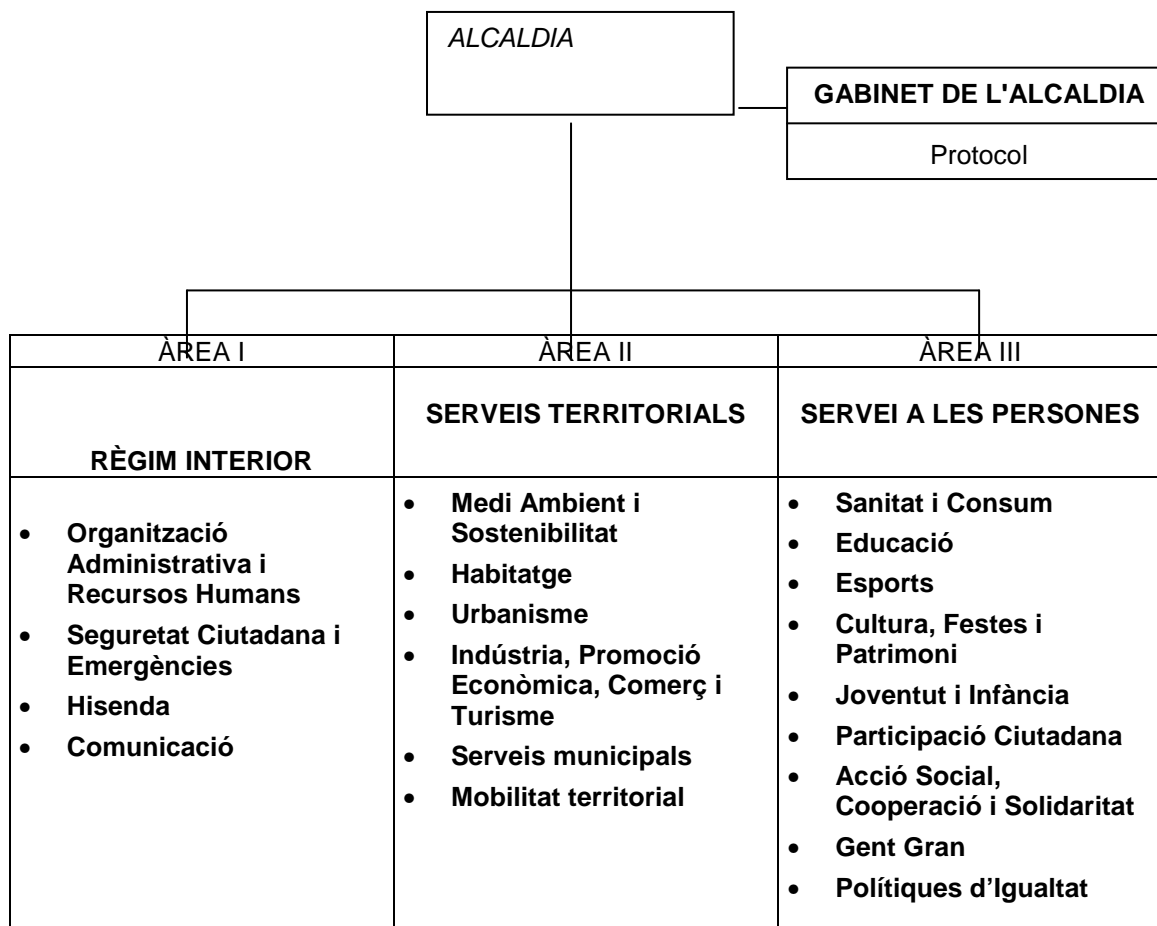 ALCALDIA
GABINET DE L'ALCALDIA
Protocol
ÀREA I
ÀREA II
ÀREA III
RÈGIM INTERIOR
SERVEIS TERRITORIALS
SERVEI A LES PERSONES
• Organització
Administrativa i
Recursos Humans
• Seguretat Ciutadana i
Emergències
• Hisenda
• Comunicació
• Medi Ambient i
Sostenibilitat
• Habitatge
• Urbanisme
• Indústria, Promoció
Econòmica, Comerç i
Turisme
• Serveis municipals
• Mobilitat territorial
• Sanitat i Consum
• Educació
• Esports
• Cultura, Festes i
Patrimoni
• Joventut i Infància
• Participació Ciutadana
• Acció Social,
Cooperació i Solidaritat
• Gent Gran
• Polítiques d’Igualtat